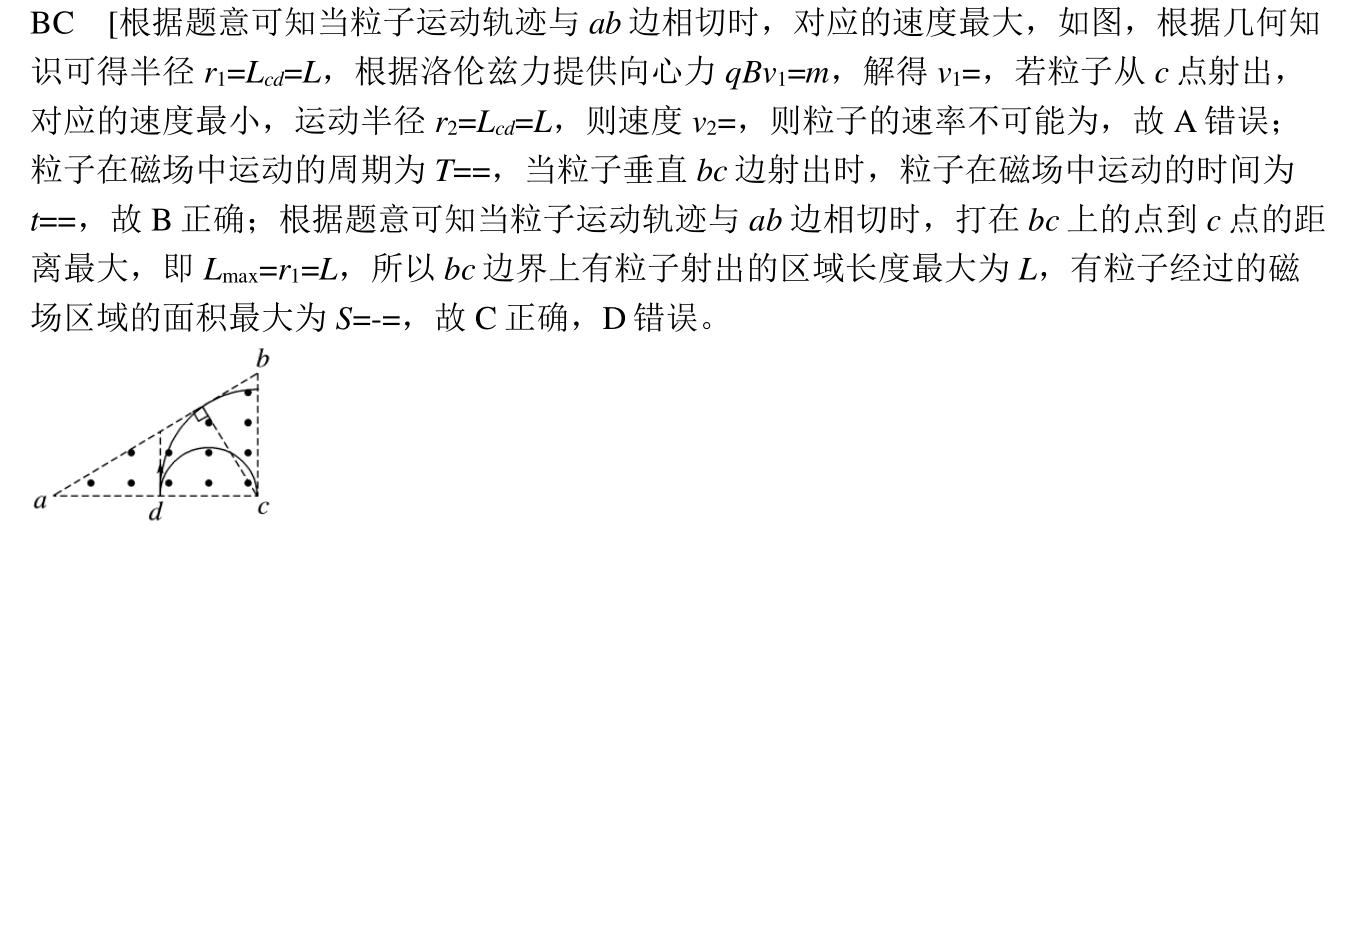 BC　[根据题意可知当粒子运动轨迹与 ab 边相切时，对应的速度最大，如图，根据几何知
识可得半径 r1=Lcd=L，根据洛伦兹力提供向心力 qBv1=m，解得 v1=，若粒子从 c 点射出，
对应的速度最小，运动半径 r2=Lcd=L，则速度 v2=，则粒子的速率不可能为，故 A 错误；
粒子在磁场中运动的周期为 T==，当粒子垂直 bc 边射出时，粒子在磁场中运动的时间为
t==，故 B 正确；根据题意可知当粒子运动轨迹与 ab 边相切时，打在 bc 上的点到 c 点的距
离最大，即 Lmax=r1=L，所以 bc 边界上有粒子射出的区域长度最大为 L，有粒子经过的磁
场区域的面积最大为 S=-=，故 C 正确，D 错误。
b
a
d
c